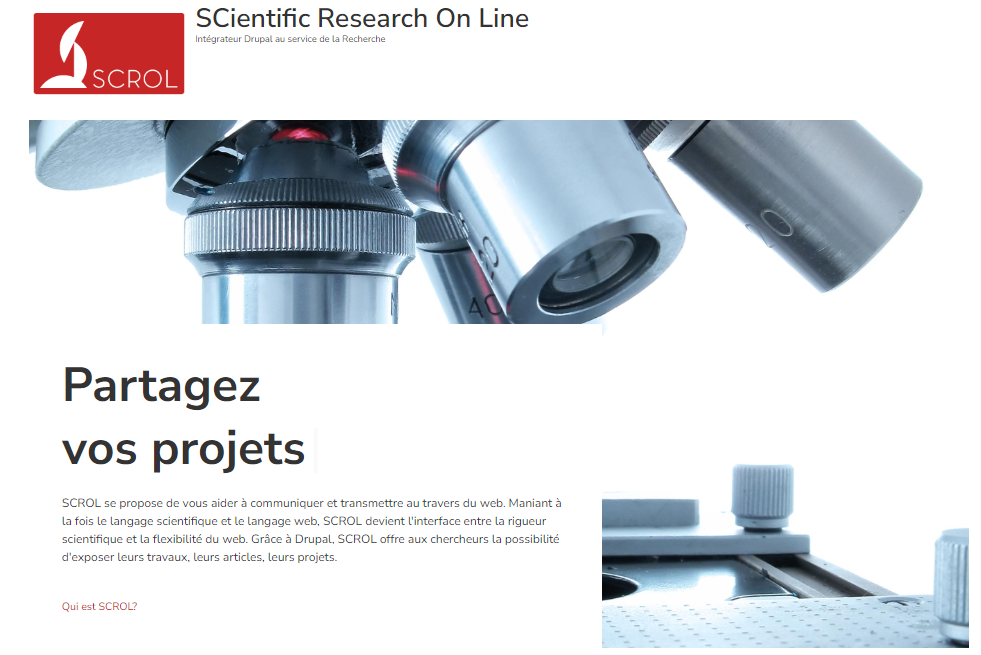 SCientific Research On Line
Intégrateur Drupal au service de la Recherche
SCROL
Partagez
vos projets
SCROL se propose de vous aider à communiquer et transmettre au travers du web. Maniant à
la fois le langage scientifique et le langage web, SCROL devient l'interface entre la rigueur
scientifique et la flexibilité du web. Grâce à Drupal, SCROL offre aux chercheurs la possibilité
d'exposer leurs travaux, leurs articles, leurs projets.
Qui est SCROL?